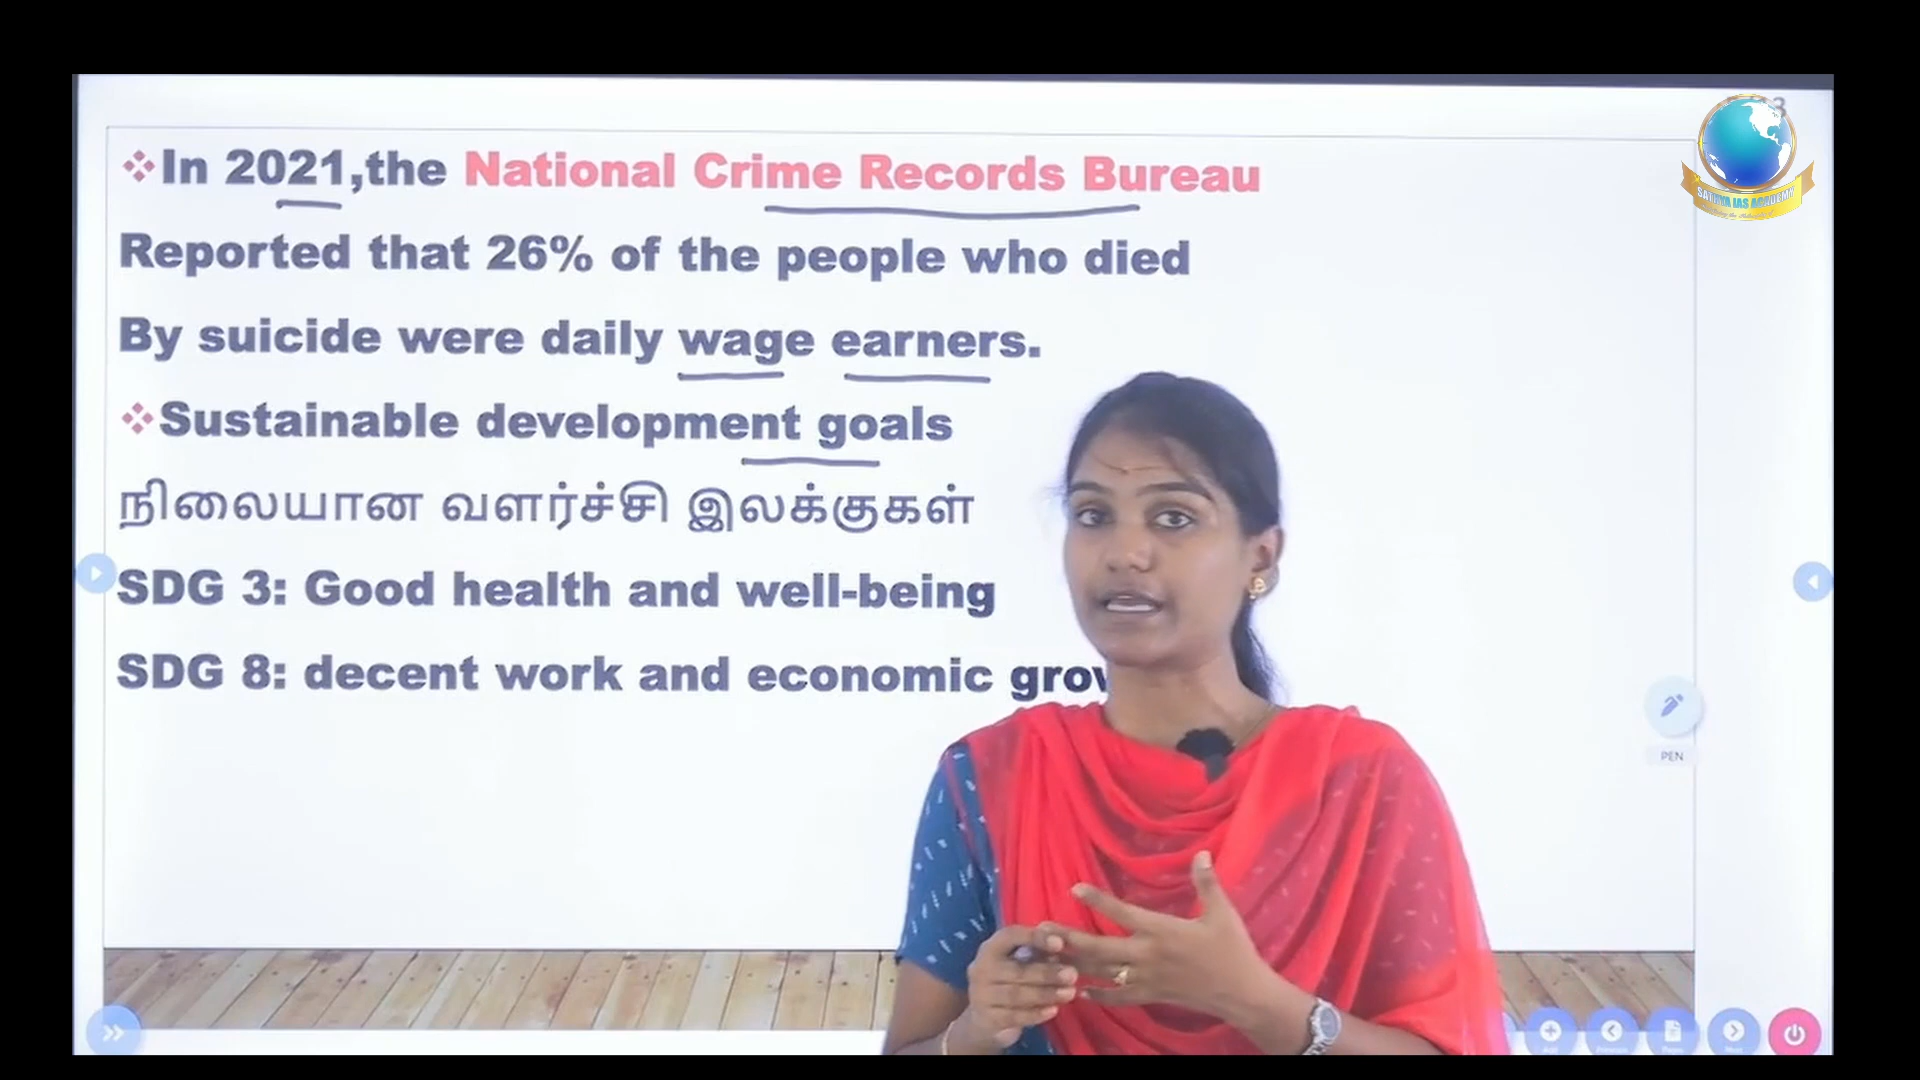 ❖In 2021,the National Crime Records Bureau
Reported that 26% of the people who died
By suicide were daily wage earners.
❖Sustainable development goals
நிலையான வளர்ச்சி இலக்குகள்
SDG 3: Good health and well-being
SDG 8: decent work and economic grow
PEN
IAS ACADEMY